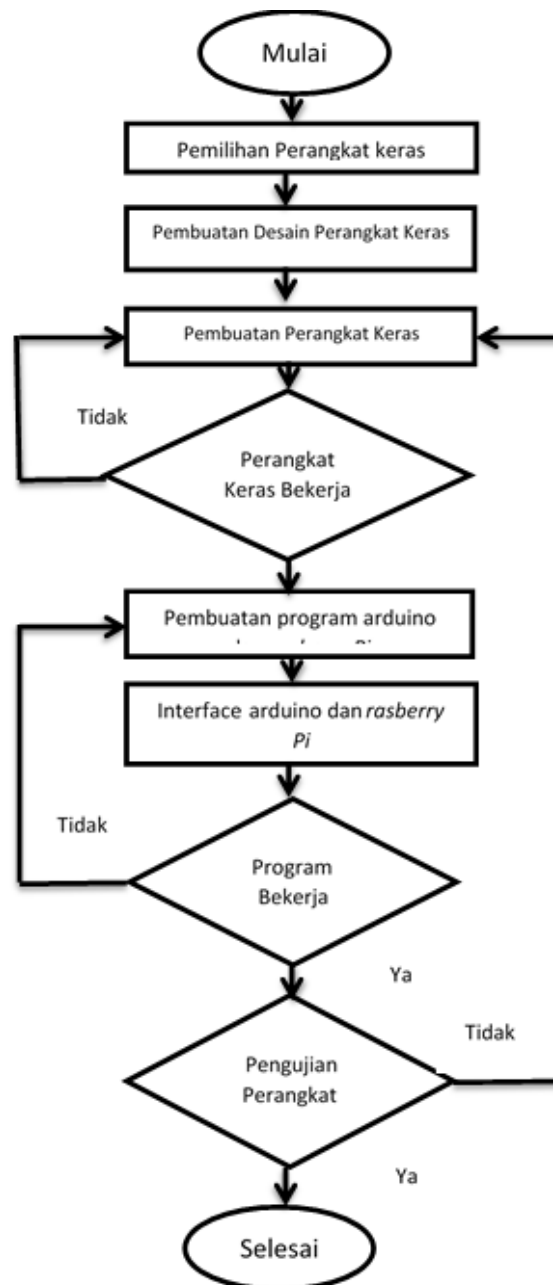 Mulai
Pemilihan Perangkat keras
Pembuatan Desain Perangkat Keras
Pembuatan Perangkat Keras
Tidak
Perangkat
Keras Bekerja
Pembuatan program arduino
Interface arduino dan rasberry
Pi
Tidak
Program
Bekerja
Ya
Tidak
Pengujian
Perangkat
Ya
Selesai